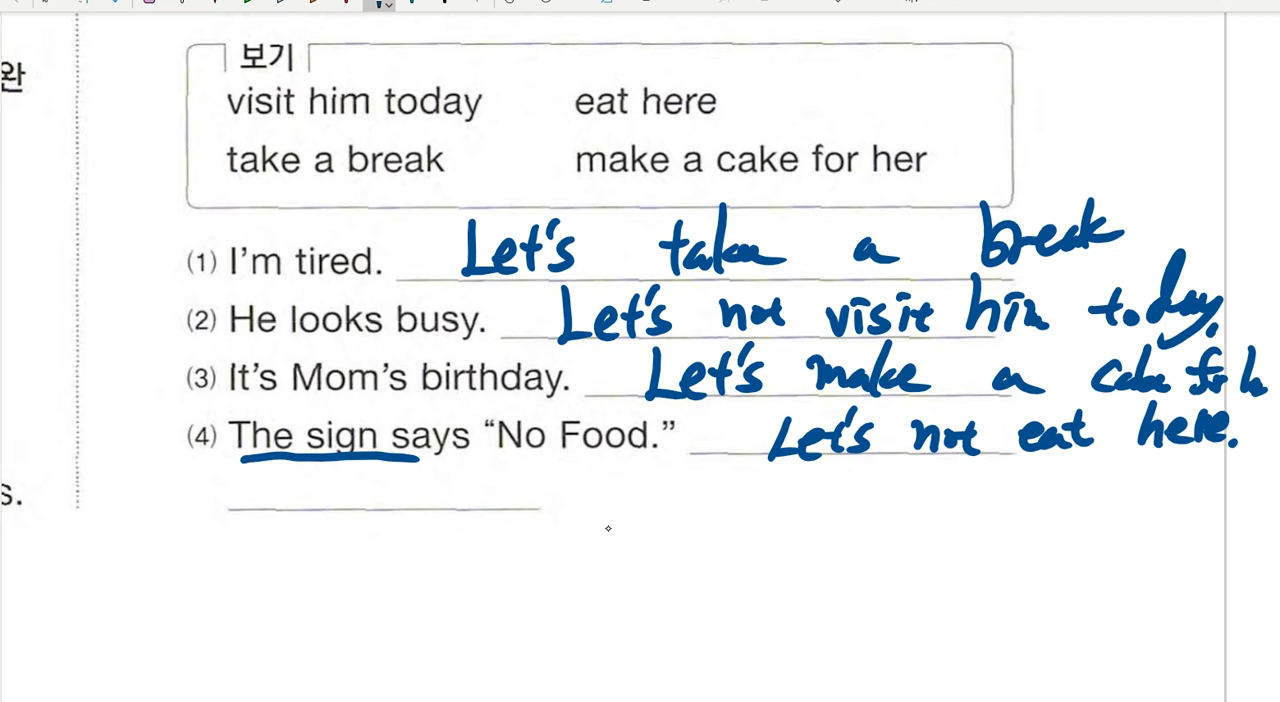 완
보기
visit him today eat here
take a break make a cake for her
(1) I'm tired. Let's take a break
(2) He looks busy. Let's not visit him today.
(3) It's Mom's birthday. Let's make a cake for h
(4) The sign says “No Food.” Let's not eat here.
s.